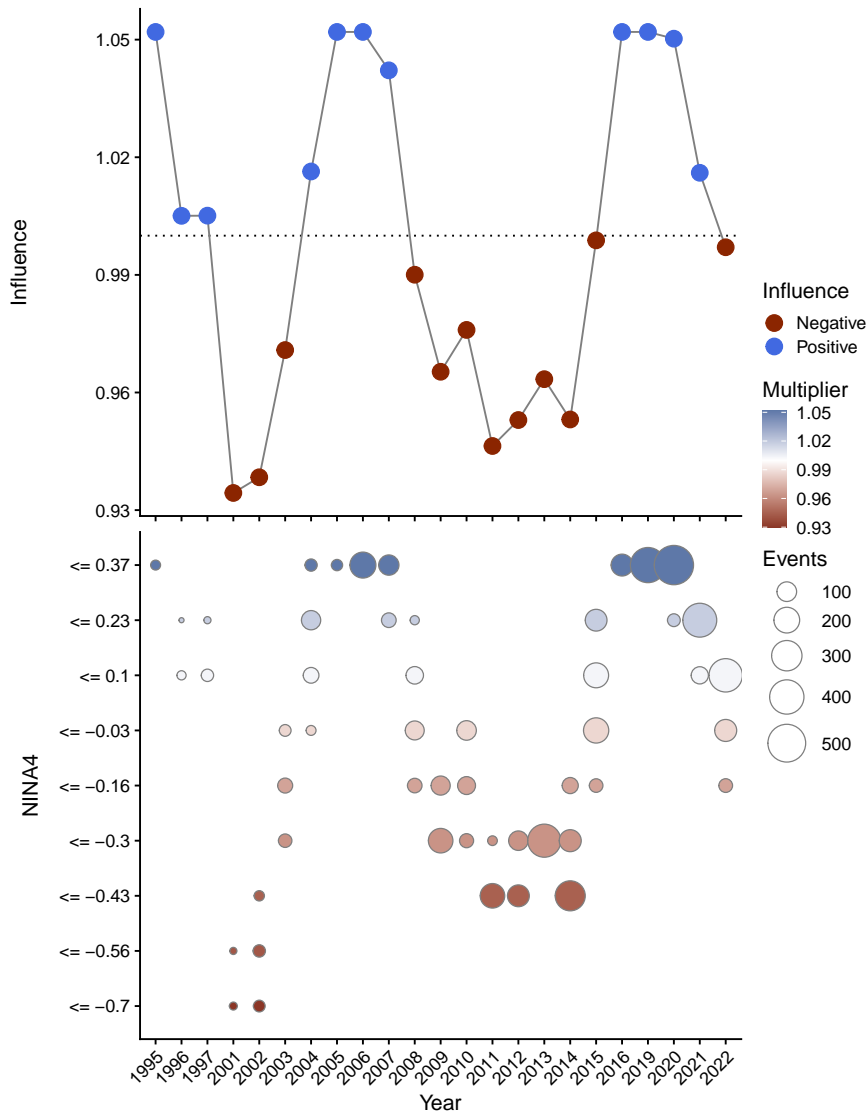 Influence
1.05
1.02
0.99
0.96
0.93
NINA4
<= 0.37
<= 0.23
<= 0.1
<= −0.03
<= −0.16
<= −0.3
<= −0.43
<= −0.56
<= −0.7
1995 1996 1997 2001 2002 2003 2004 2005 2006 2007 2008 2009 2010 2011 2012 2013 2014 2015 2016 2019 2020 2021 2022
Year
Influence
Negative
Positive
Multiplier
1.05
1.02
0.99
0.96
0.93
Events
100
200
300
400
500